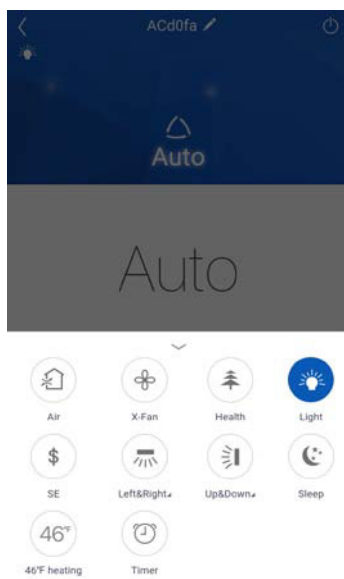 ACd0fa
Auto
Auto
Air X-Fan Health Light
$
SE Left&Right Up&Down Sleep
46°F
46°F heating Timer